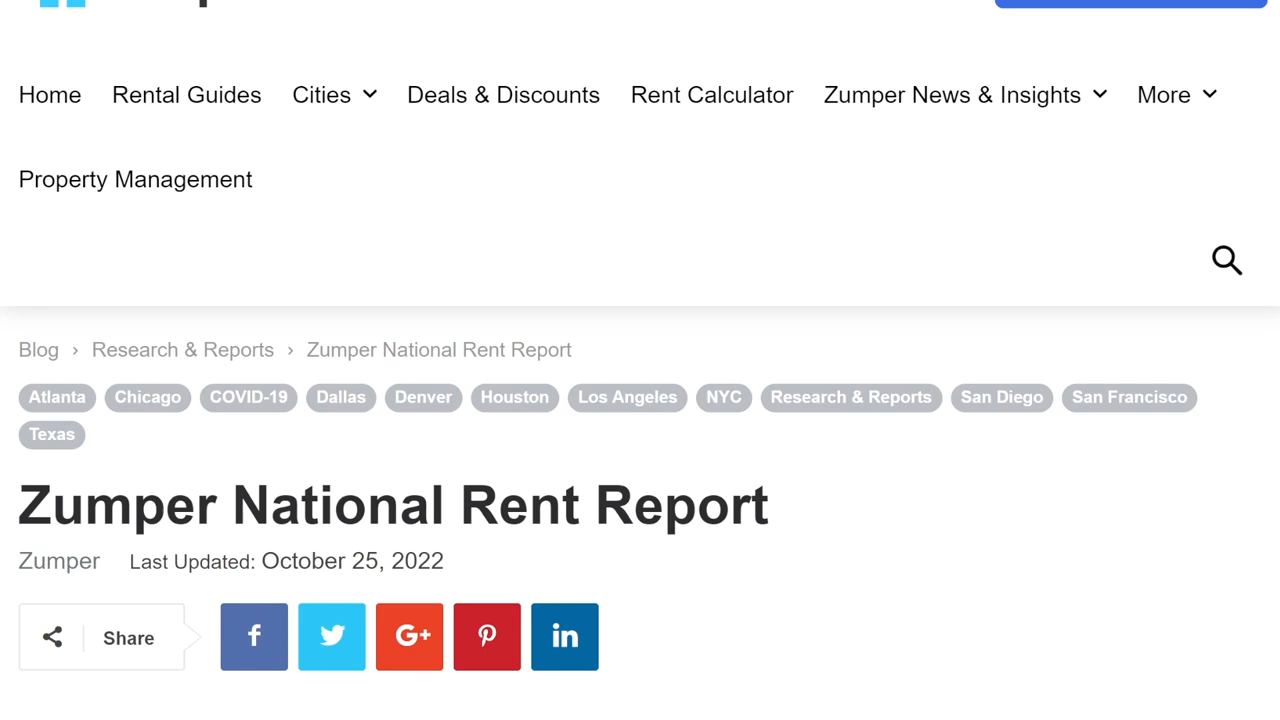 Home Rental Guides Cities Deals & Discounts Rent Calculator Zumper News & Insights More
Property Management
Blog › Research & Reports › Zumper National Rent Report
Atlanta Chicago COVID-19 Dallas Denver Houston Los Angeles NYC Research & Reports San Diego San Francisco
Texas
Zumper National Rent Report
Zumper Last Updated: October 25, 2022
Share f G+ in